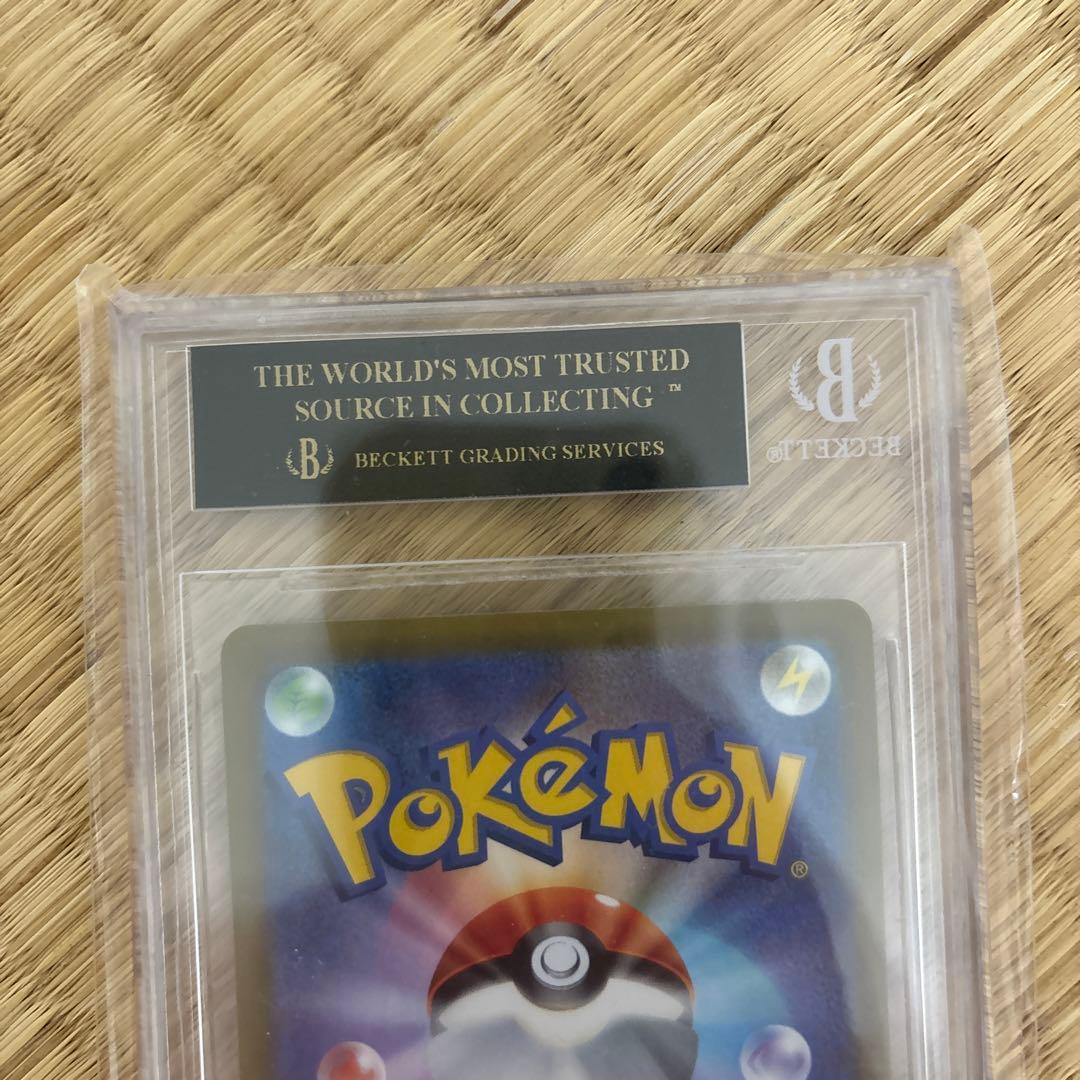 THE WORLD'S MOST TRUSTED
SOURCE IN COLLECTING ™
B BECKETT GRADING SERVICES
B
BECKETT®
POKéMON®